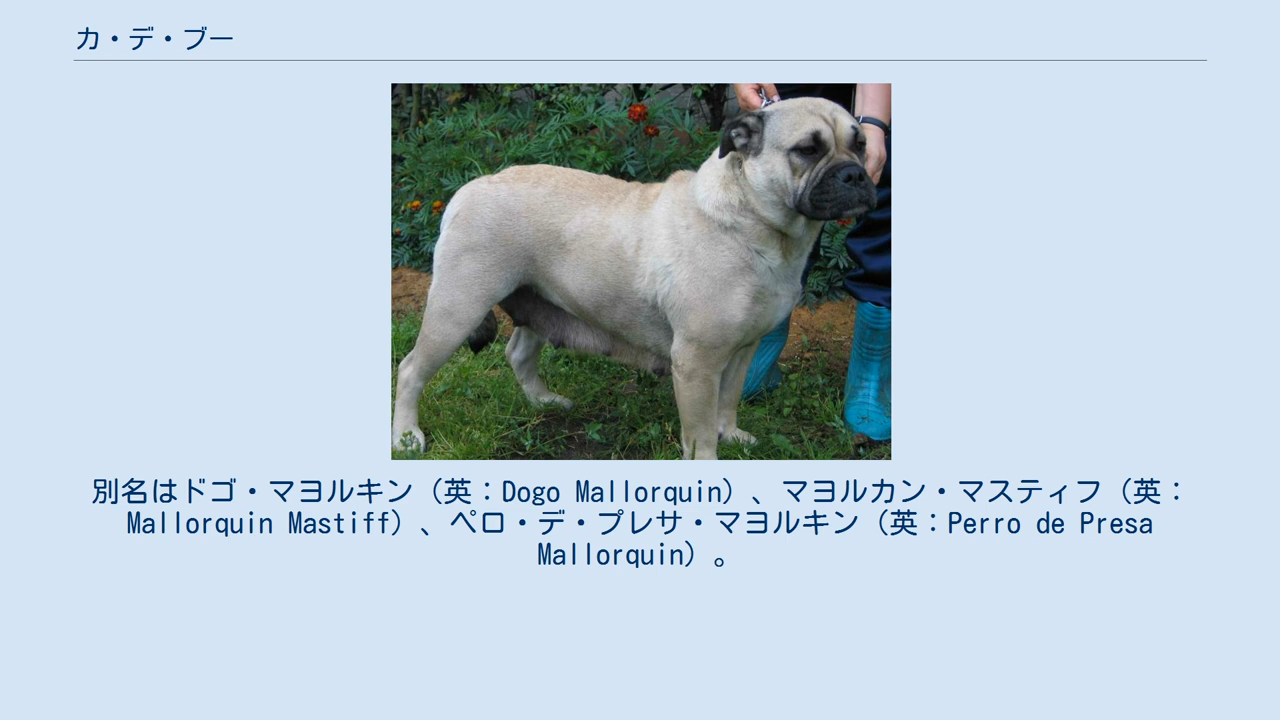 カ・デ・ブー
別名はドゴ・マヨルキン（英：Dogo Mallorquin）、マヨルカン・マスティフ（英：
Mallorquin Mastiff）、ペロ・デ・プレサ・マヨルキン（英：Perro de Presa
Mallorquin）。